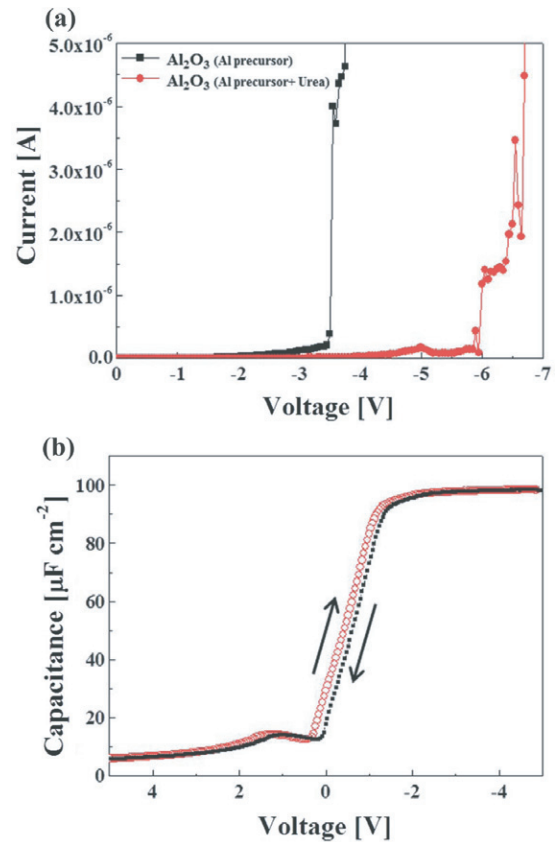 (a)
5.0x10⁻⁶
4.0x10⁻⁶
3.0x10⁻⁶
2.0x10⁻⁶
1.0x10⁻⁶
0.0
Current [A]
Al₂O₃ (Al precursor)
Al₂O₃ (Al precursor+ Urea)
0 -1 -2 -3 -4 -5 -6 -7
Voltage [V]
(b)
100
80
60
40
20
0
Capacitance [µF cm⁻²]
4 2 0 -2 -4
Voltage [V]